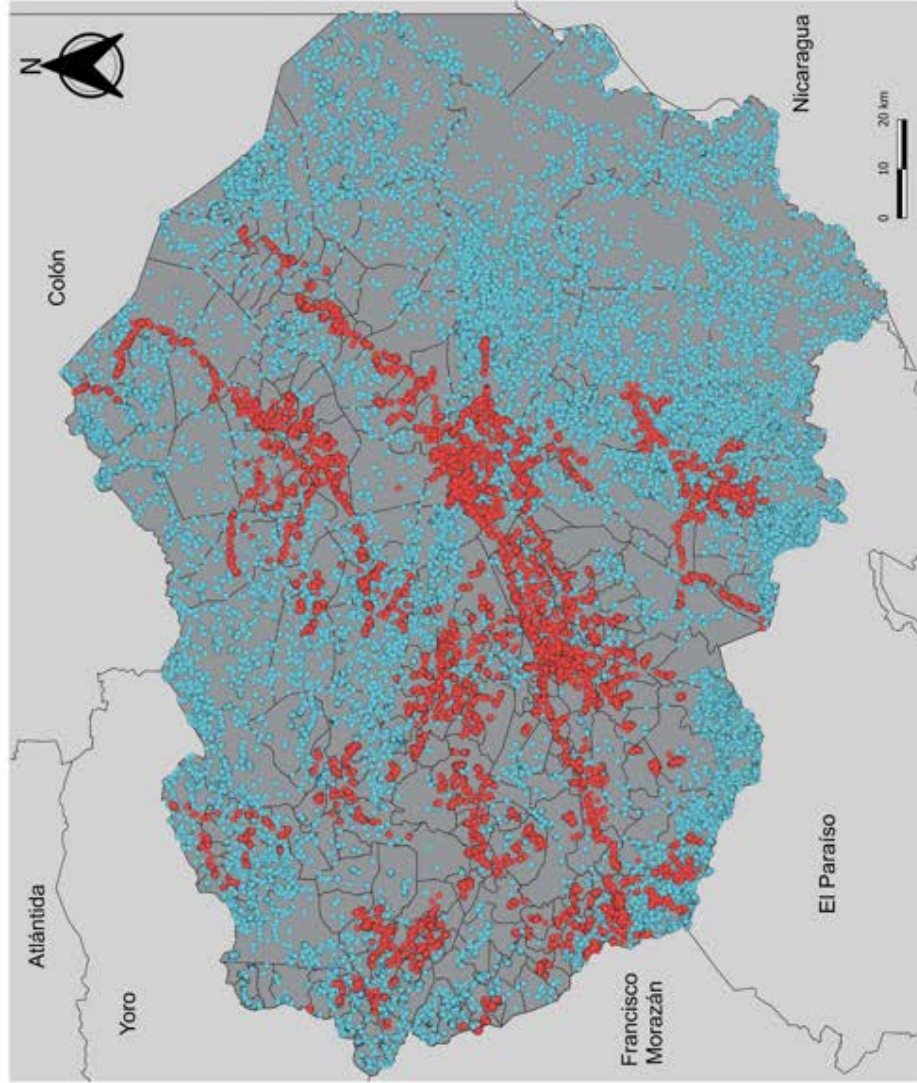 N
Atlántida
Colón
Yoro
Francisco
Morazán
El Paraíso
Nicaragua
0 10 20 km